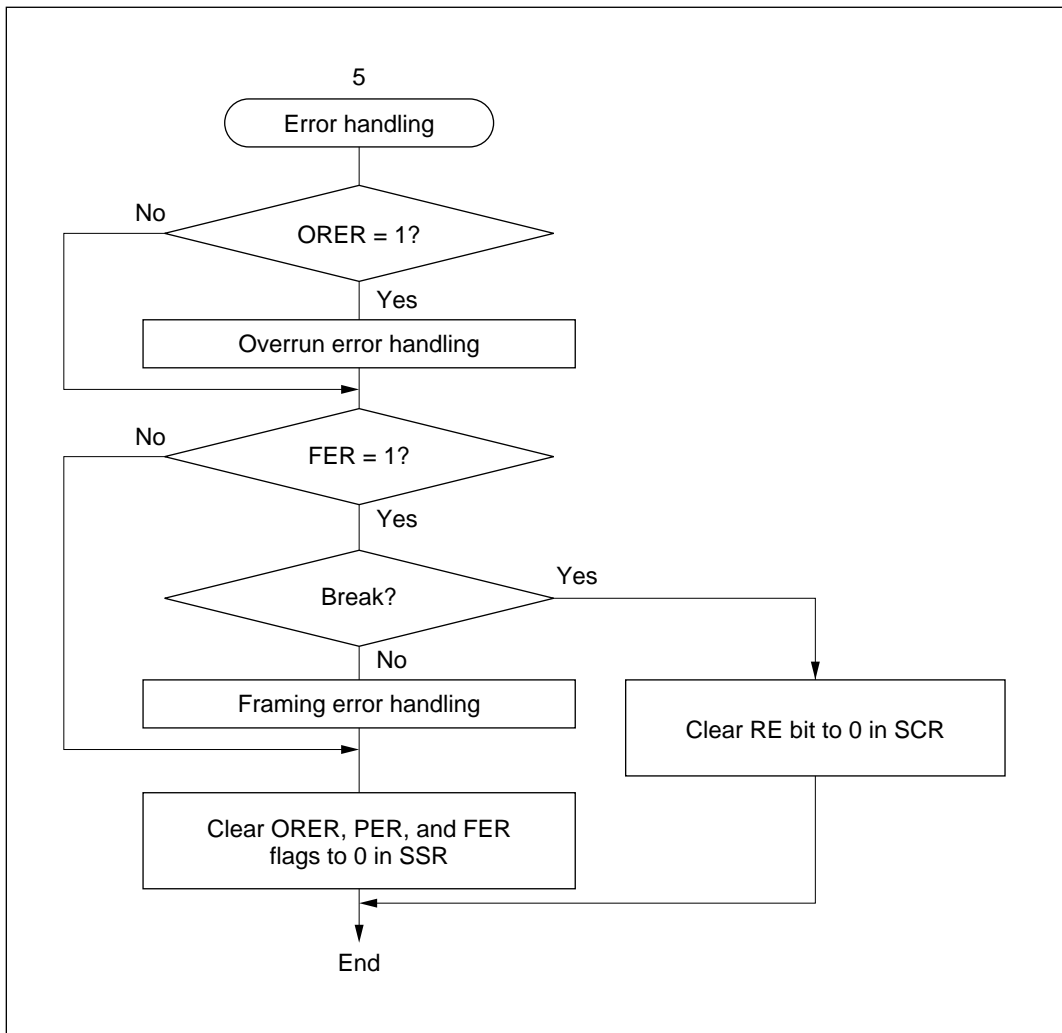 5
Error handling
No
ORER = 1?
Yes
Overrun error handling
No
FER = 1?
Yes
Break?
Yes
No
Framing error handling
Clear RE bit to 0 in SCR
Clear ORER, PER, and FER
flags to 0 in SSR
End